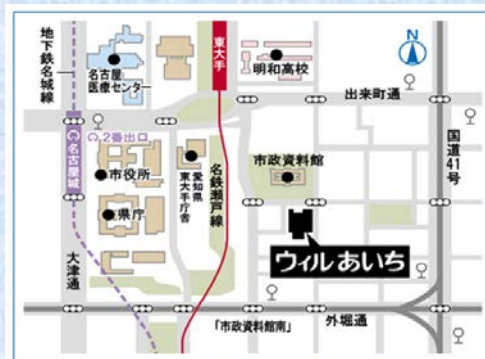 地下鉄名城線
名古屋
医療センター
東大手
明和高校
N
出来町通
2番出口
名古屋城
市役所
愛知県
東大手庁舎
名鉄瀬戸線
市政資料館
国道41号
県庁
ウィルあいち
大津通
「市政資料館南」
外堀通